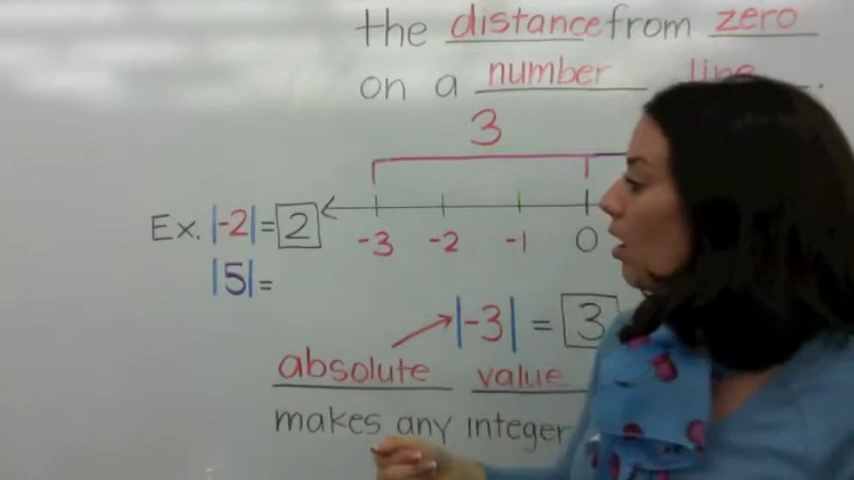 the distance from zero
on a number line.
3
Ex. |-2| = 2
-3 -2 -1 0
|5| =
|-3| = 3
absolute value
makes any integer